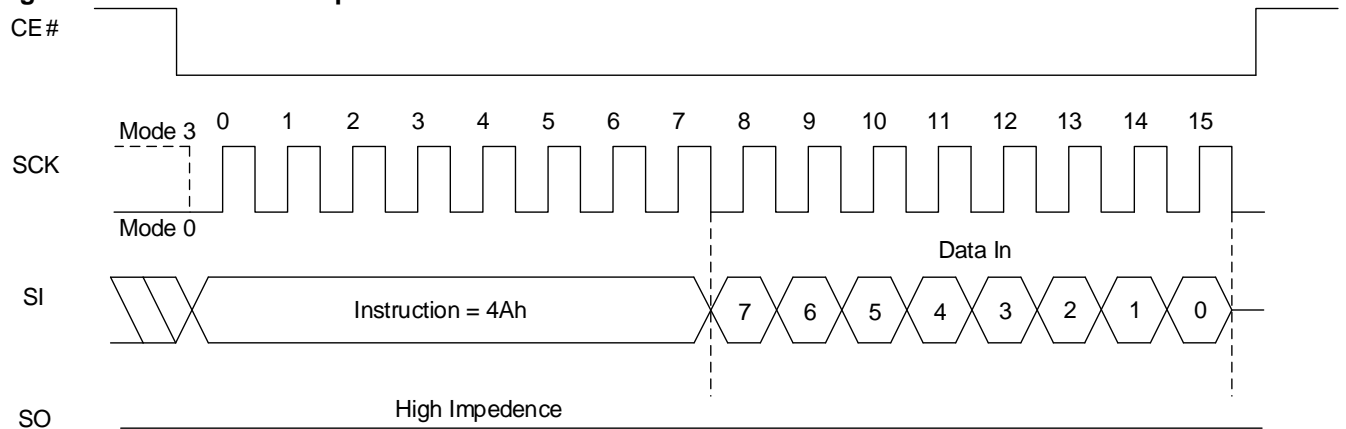 CE#
Mode 3 0 1 2 3 4 5 6 7 8 9 10 11 12 13 14 15
SCK
Mode 0
Data In
SI Instruction = 4Ah 7 6 5 4 3 2 1 0
High Impedence
SO